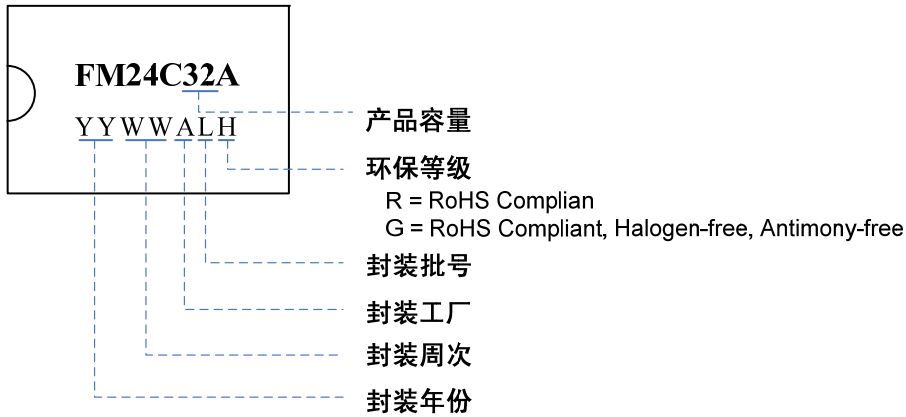 FM24C32A
YYWWALH
产品容量
环保等级
R = RoHS Complian
G = RoHS Compliant, Halogen-free, Antimony-free
封装批号
封装工厂
封装周次
封装年份